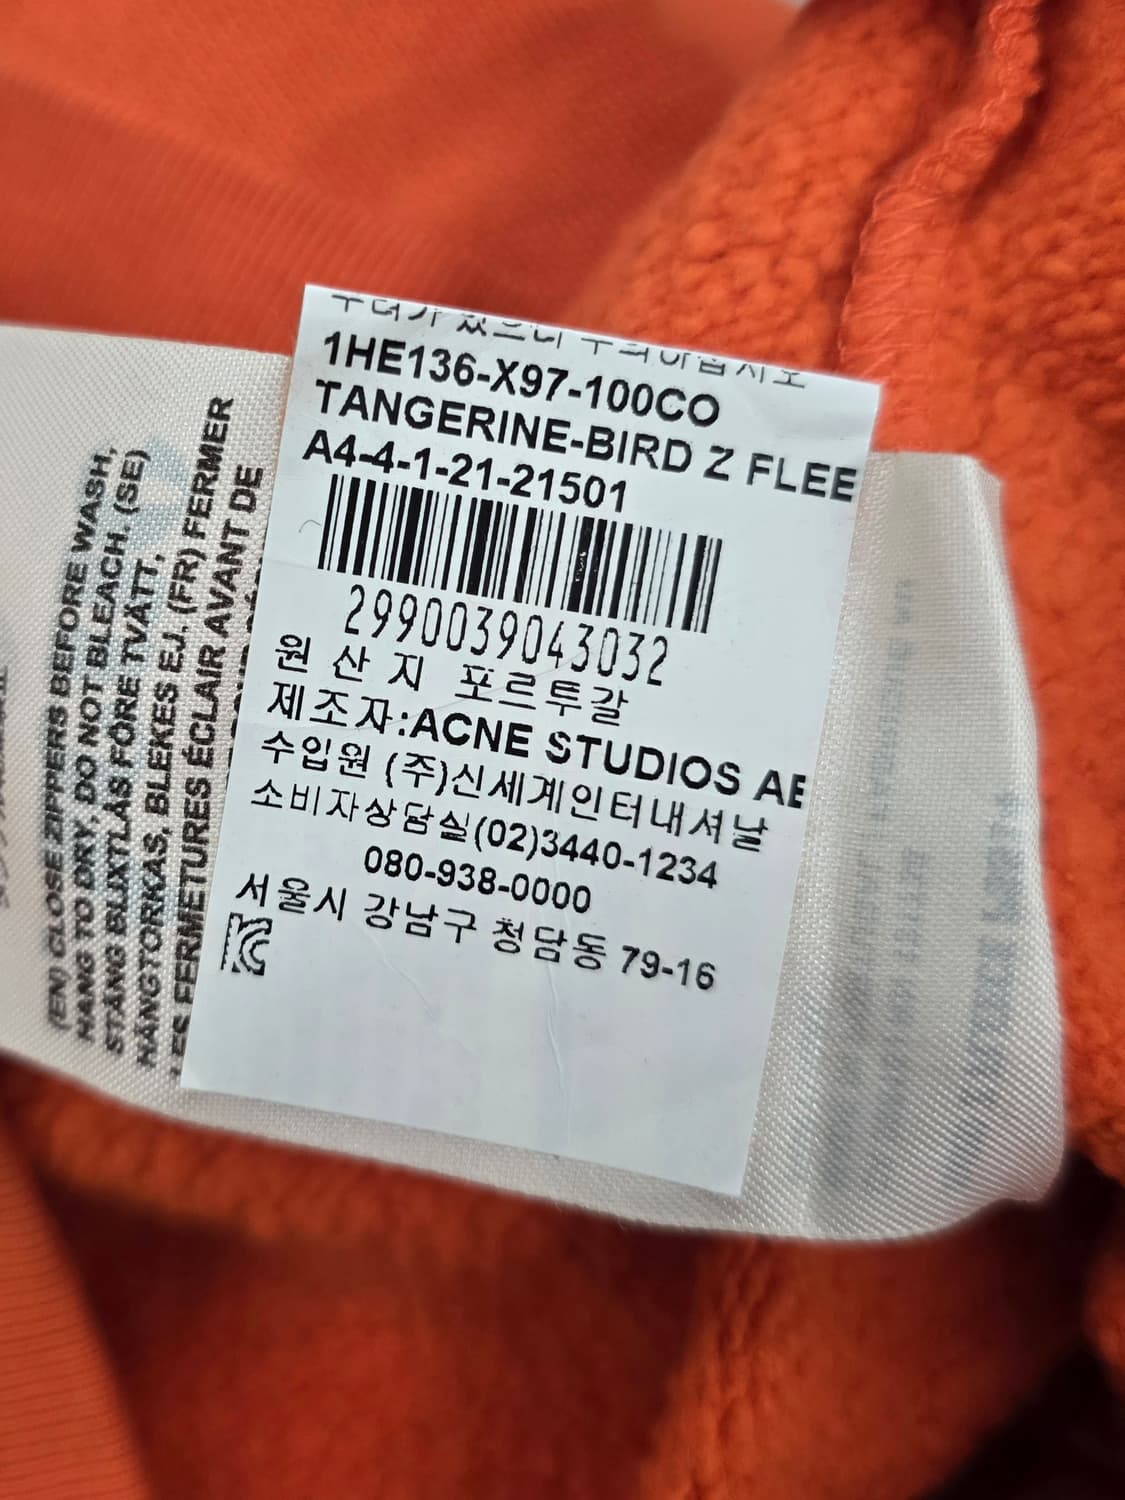 1HE136-X97-100CO
TANGERINE-BIRD Z FLEE
A4-4-1-21-21501
2990039043032
원 산 지 포르투갈
제조자:ACNE STUDIOS AE
수입원 (주)신세계인터내셔날
소비자상담실(02)3440-1234
080-938-0000
서울시 강남구 청담동 79-16
(EN) CLOSE ZIPPERS BEFORE WASH,
HANG TO DRY, DO NOT BLEACH. (SE)
STÄNG BLIXTLÅS FÖRE TVÄTT,
HÄNGTORKAS, BLEKES EJ. (FR) FERMER
LES FERMETURES ÉCLAIR AVANT DE